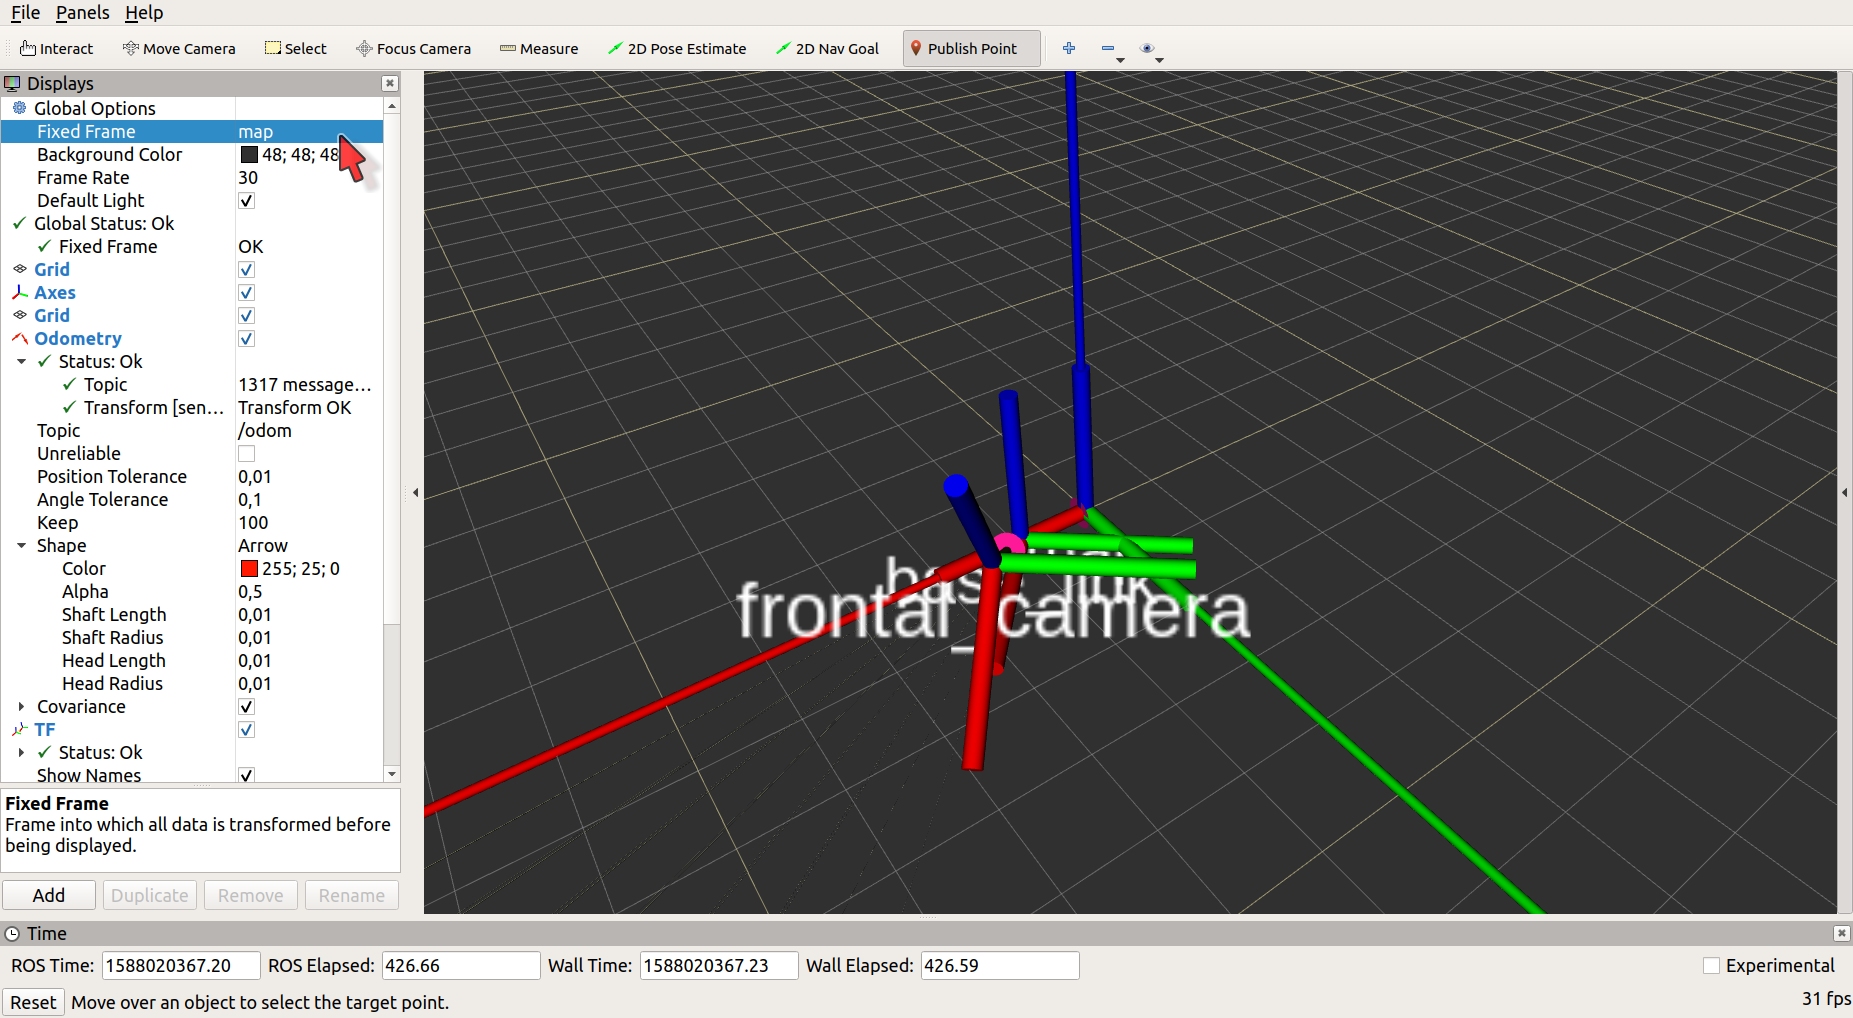 File Panels Help
Interact Move Camera Select Focus Camera Measure 2D Pose Estimate 2D Nav Goal Publish Point
Displays
Global Options
Fixed Frame map
Background Color 48; 48; 48
Frame Rate 30
Default Light
Global Status: Ok
Fixed Frame OK
Grid
Axes
Grid
Odometry
Status: Ok
Topic 1317 message...
Transform [sen... Transform OK
Topic /odom
Unreliable
Position Tolerance 0,01
Angle Tolerance 0,1
Keep 100
Shape Arrow
Color 255; 25; 0
Alpha 0,5
Shaft Length 0,01
Shaft Radius 0,01
Head Length 0,01
Head Radius 0,01
Covariance
TF
Status: Ok
Show Names
Fixed Frame
Frame into which all data is transformed before
being displayed.
Add Duplicate Remove Rename
base_link
frontal_camera
Time
ROS Time: 1588020367.20 ROS Elapsed: 426.66 Wall Time: 1588020367.23 Wall Elapsed: 426.59 Experimental
Reset Move over an object to select the target point. 31 fps